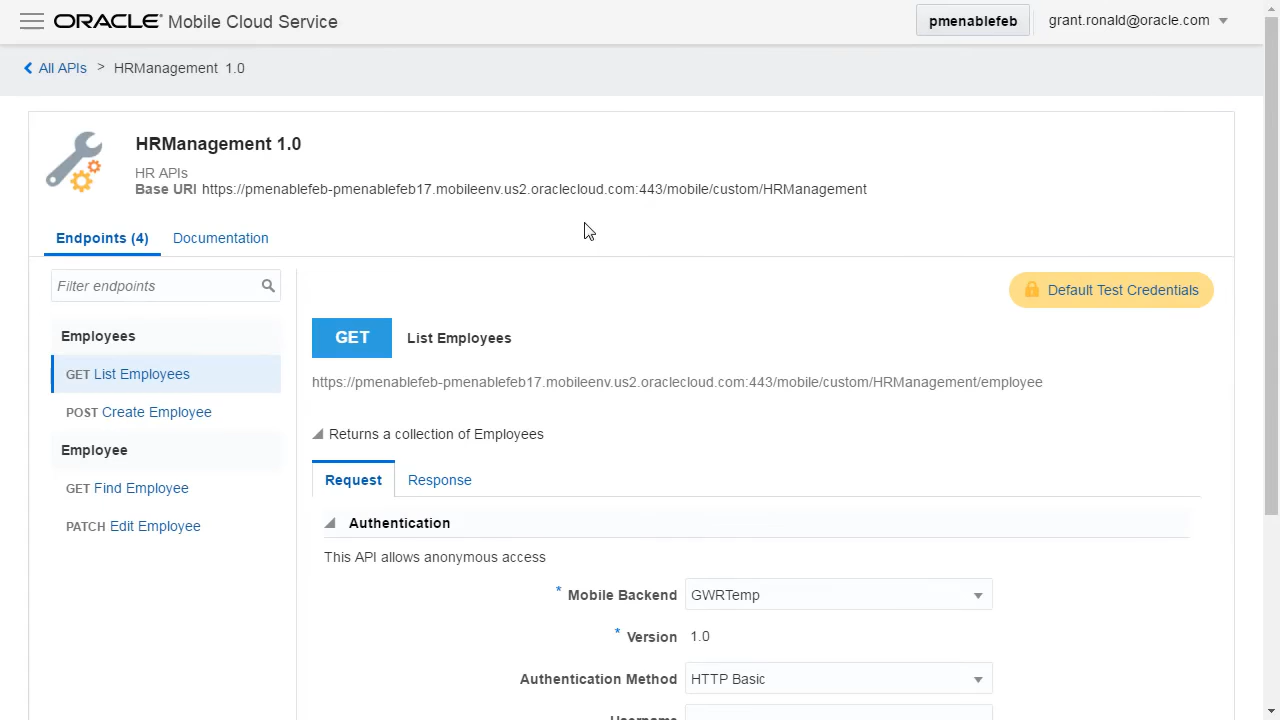 ORACLE® Mobile Cloud Service
pmenablefeb
grant.ronald@oracle.com
All APIs > HRManagement 1.0
HRManagement 1.0
HR APIs
Base URI https://pmenablefeb-pmenablefeb17.mobileenv.us2.oraclecloud.com:443/mobile/custom/HRManagement
Endpoints (4)
Documentation
Filter endpoints
Default Test Credentials
Employees
GET List Employees
POST Create Employee
Employee
GET Find Employee
PATCH Edit Employee
GET List Employees
https://pmenablefeb-pmenablefeb17.mobileenv.us2.oraclecloud.com:443/mobile/custom/HRManagement/employee
Returns a collection of Employees
Request
Response
Authentication
This API allows anonymous access
* Mobile Backend GWRTemp
* Version 1.0
Authentication Method HTTP Basic
Username